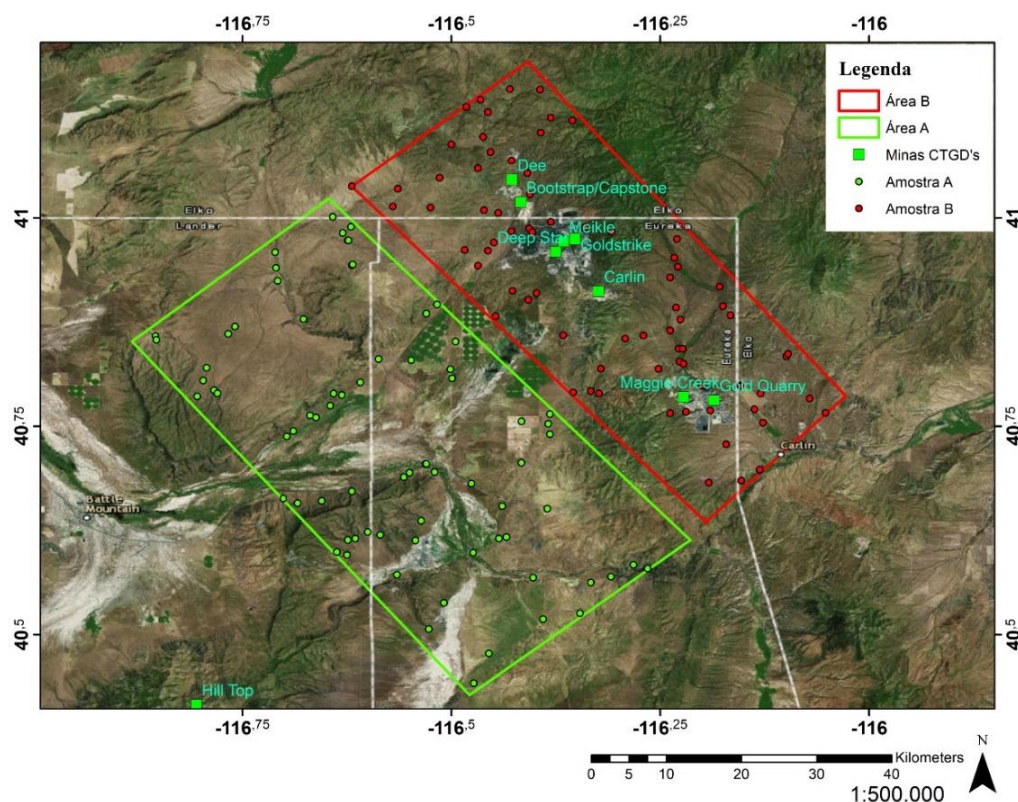 -116,75 -116,5 -116,25 -116
Legenda
Área B
Área A
Minas CTGD's
Amostra A
Amostra B
Dee
Bootstrap/Capstone
41 Elko Elko 41
Lander Eureka
Meikle
Deep Star Goldstrike
Carlin
Eureka
Elko
Maggie Creek Gold Quarry
40,75 40,75
Carlin
Battle
Mountain
40,5 40,5
Hill Top
-116,75 -116,5 -116,25 -116
N
Kilometers
0 5 10 20 30 40
1:500.000